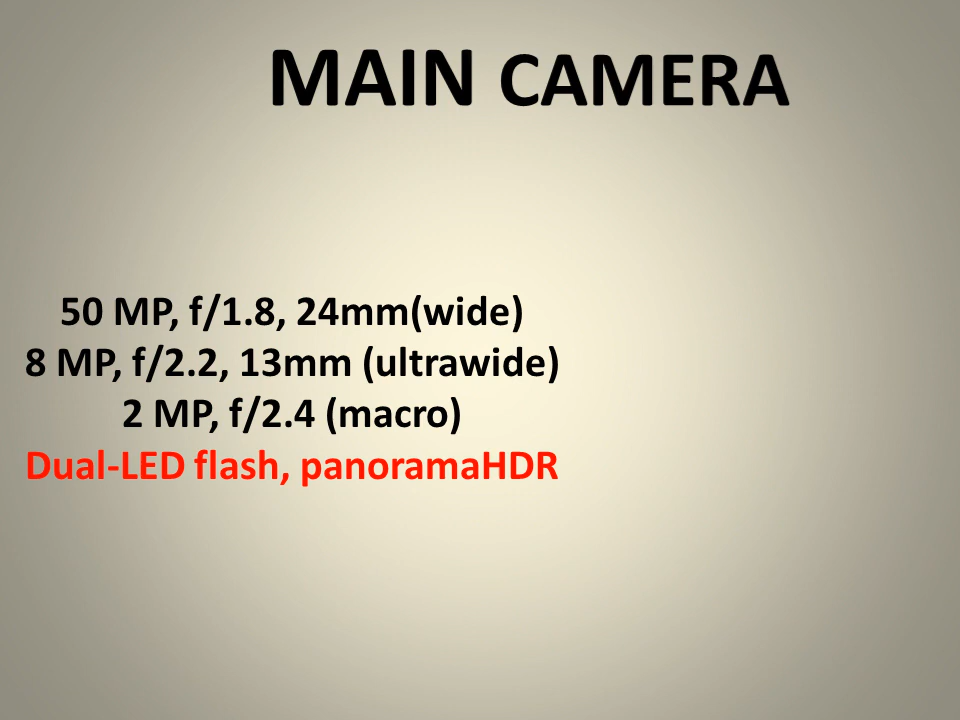 MAIN CAMERA
50 MP, f/1.8, 24mm(wide)
8 MP, f/2.2, 13mm (ultrawide)
2 MP, f/2.4 (macro)
Dual-LED flash, panoramaHDR